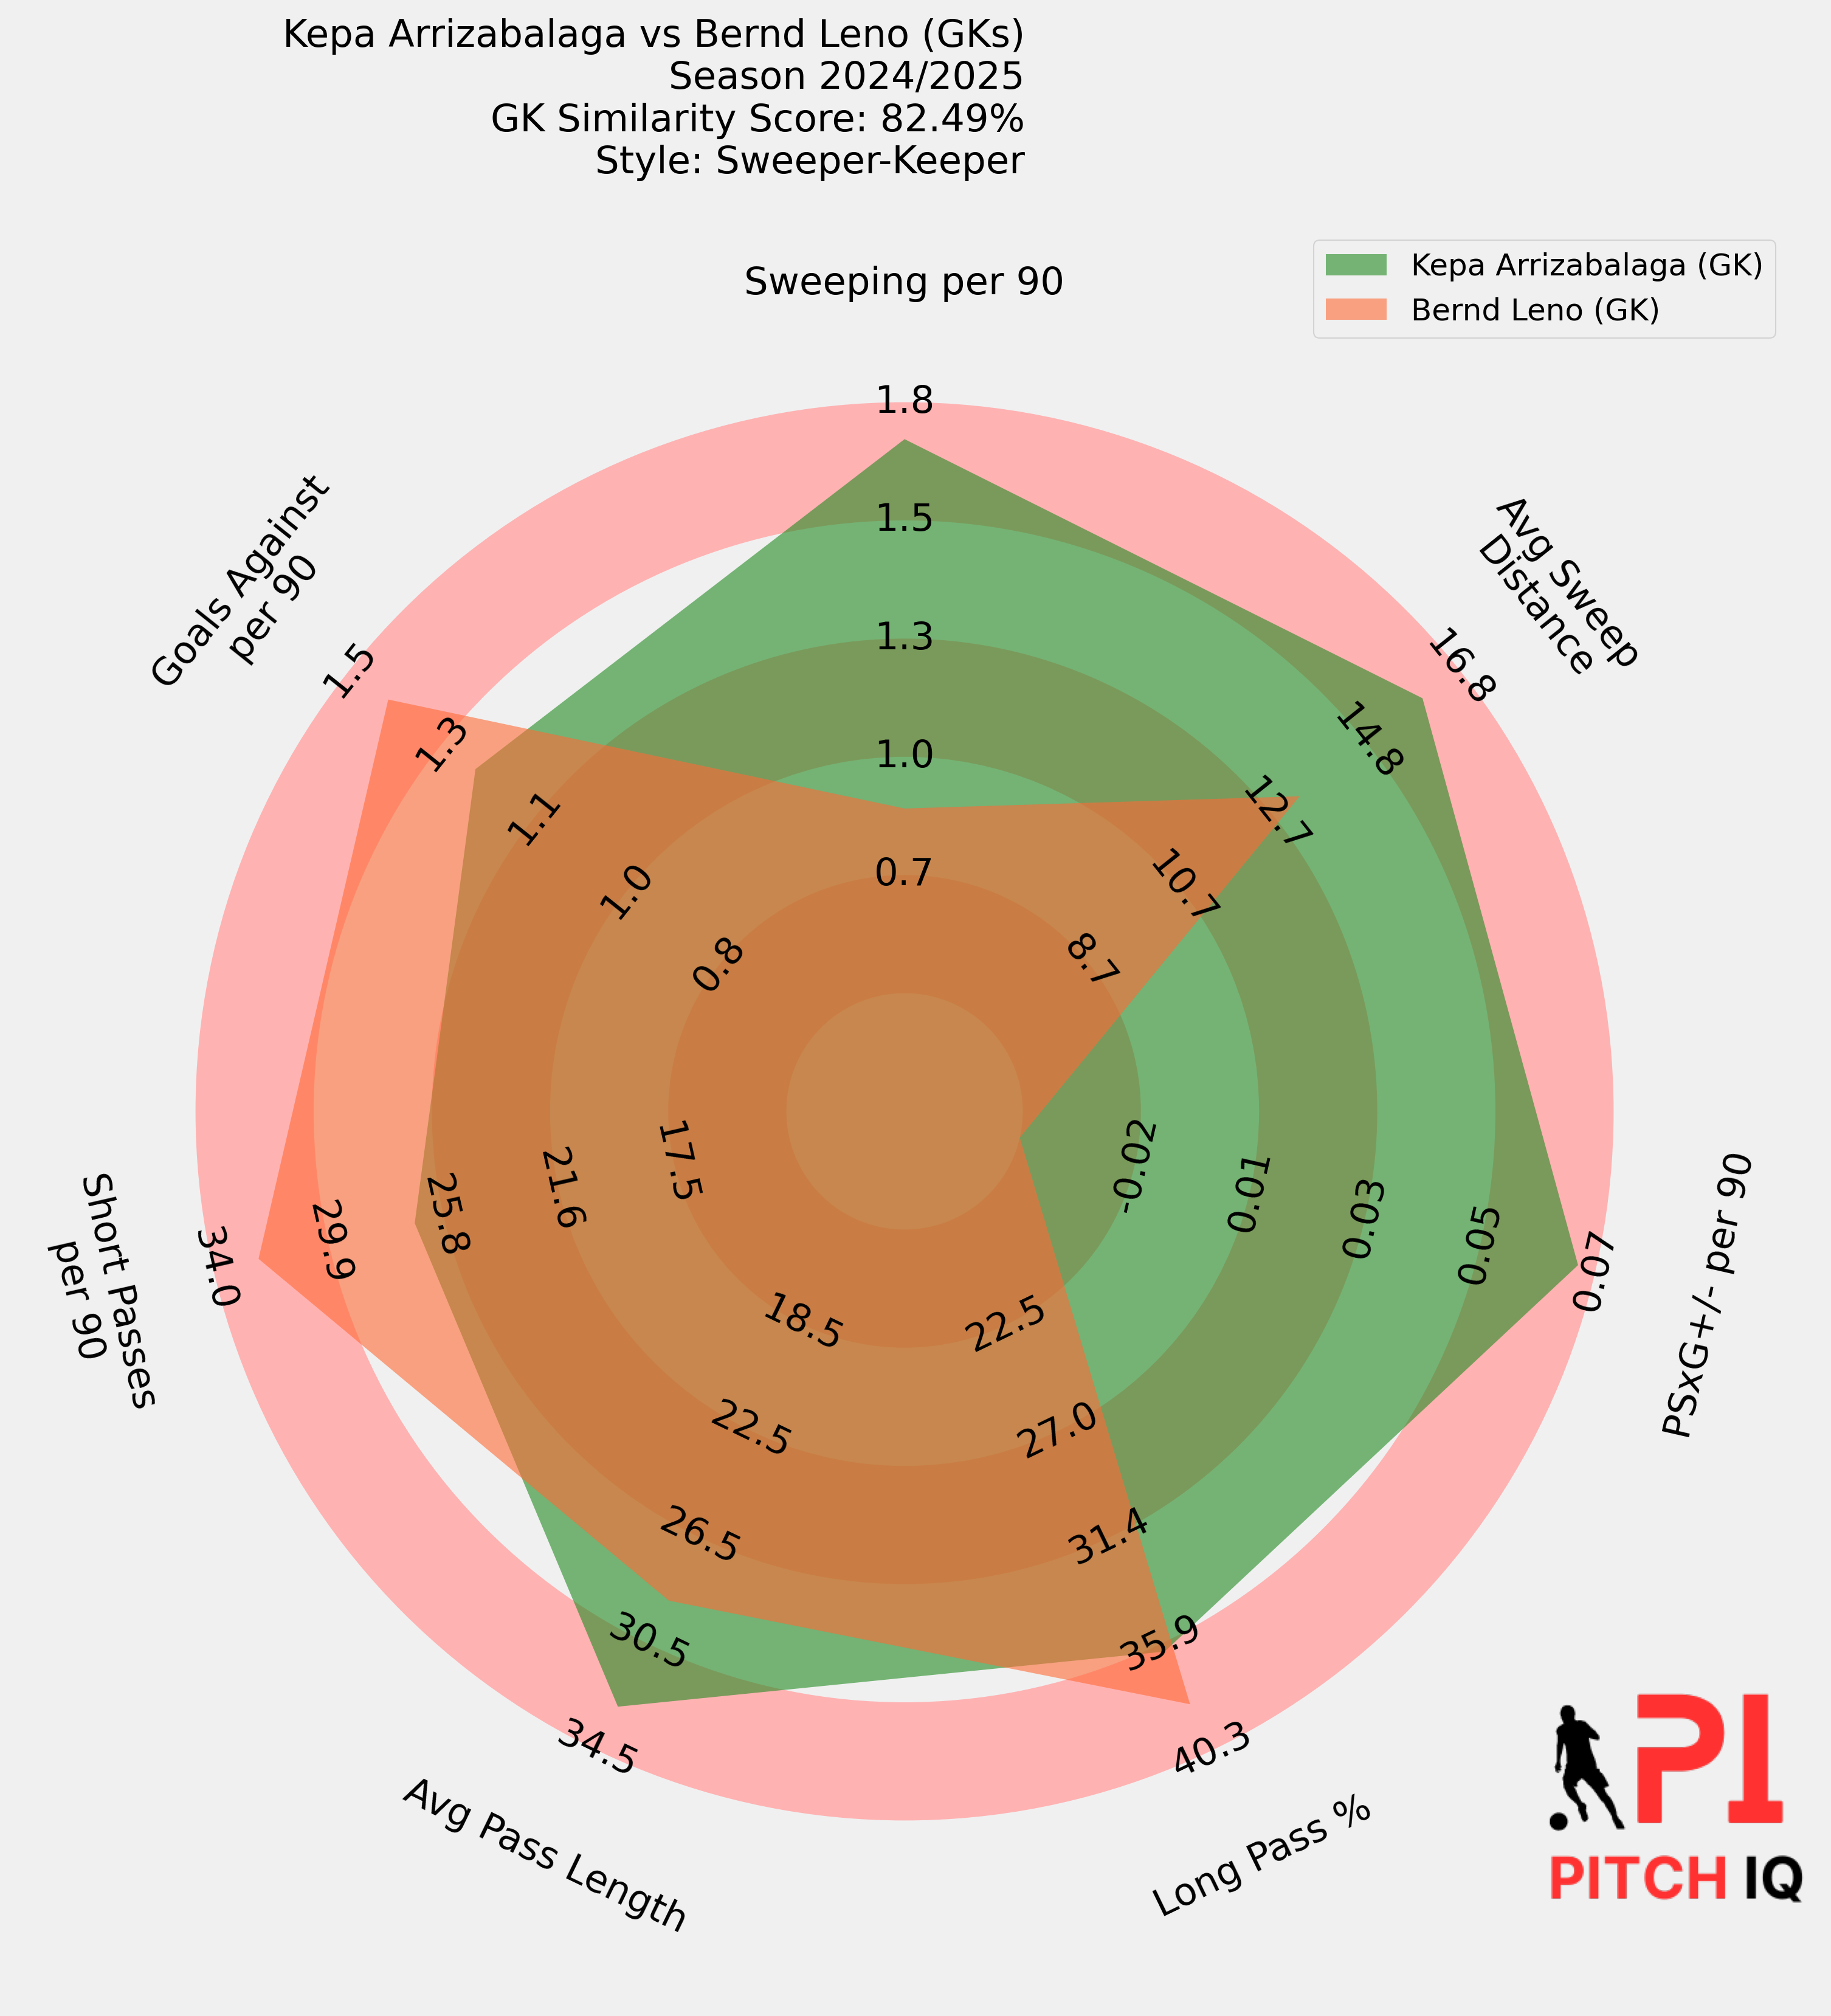 Kepa Arrizabalaga vs Bernd Leno (GKs)
Season 2024/2025
GK Similarity Score: 82.49%
Style: Sweeper-Keeper
Kepa Arrizabalaga (GK)
Bernd Leno (GK)
Sweeping per 90
1.8
1.5
1.3
1.0
0.7
Avg Sweep
Distance
16.8
14.8
12.7
10.7
8.7
PSxG+/- per 90
-0.02
0.01
0.03
0.05
0.07
Long Pass %
22.5
27.0
31.4
35.9
40.3
Avg Pass Length
18.5
22.5
26.5
30.5
34.5
Short Passes
per 90
34.0
29.9
25.8
21.6
17.5
Goals Against
per 90
1.5
1.3
1.1
1.0
0.8
PI
PITCH IQ